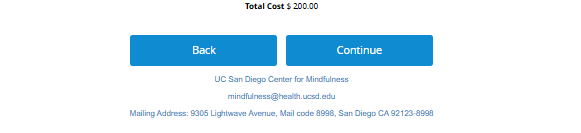 Total Cost $ 200.00
Back Continue
UC San Diego Center for Mindfulness
mindfulness@health.ucsd.edu
Mailing Address: 9305 Lightwave Avenue, Mail code 8998, San Diego CA 92123-8998